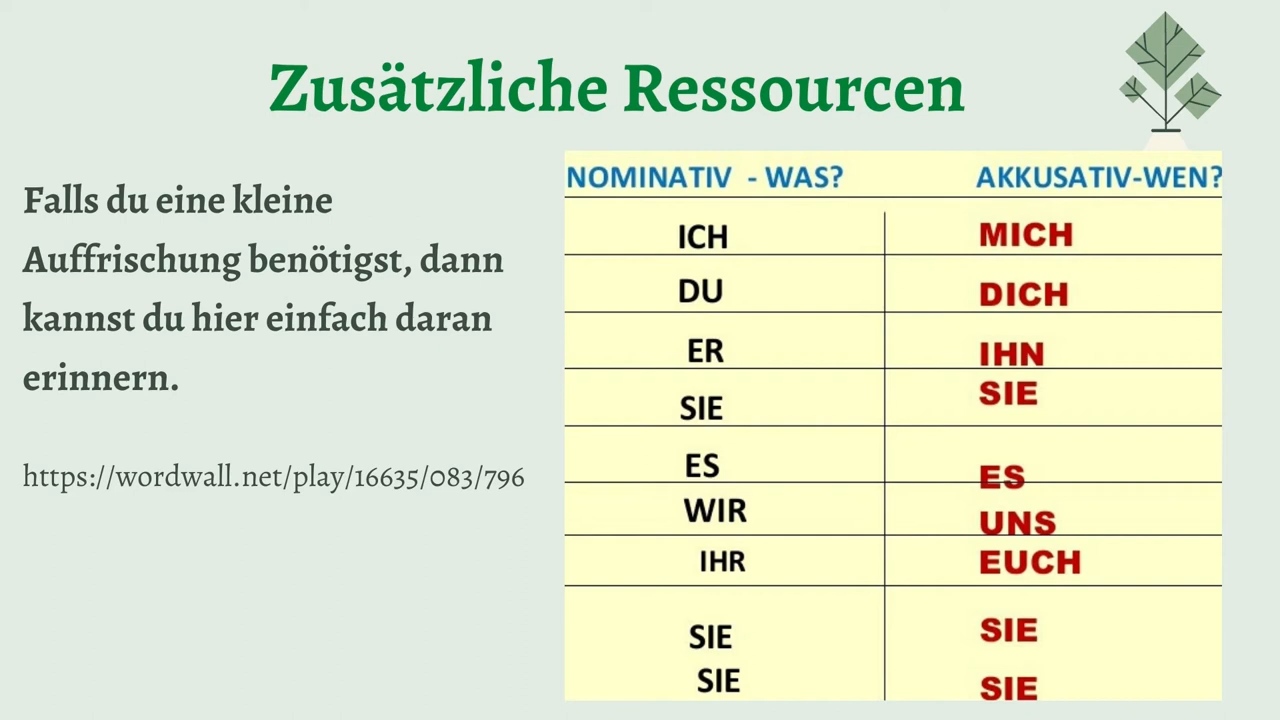 Zusätzliche Ressourcen
Falls du eine kleine
Auffrischung benötigst, dann
kannst du hier einfach daran
erinnern.
https://wordwall.net/play/16635/083/796
NOMINATIV - WAS? AKKUSATIV-WEN?
ICH MICH
DU DICH
ER IHN
SIE SIE
ES ES
WIR UNS
IHR EUCH
SIE SIE
SIE SIE